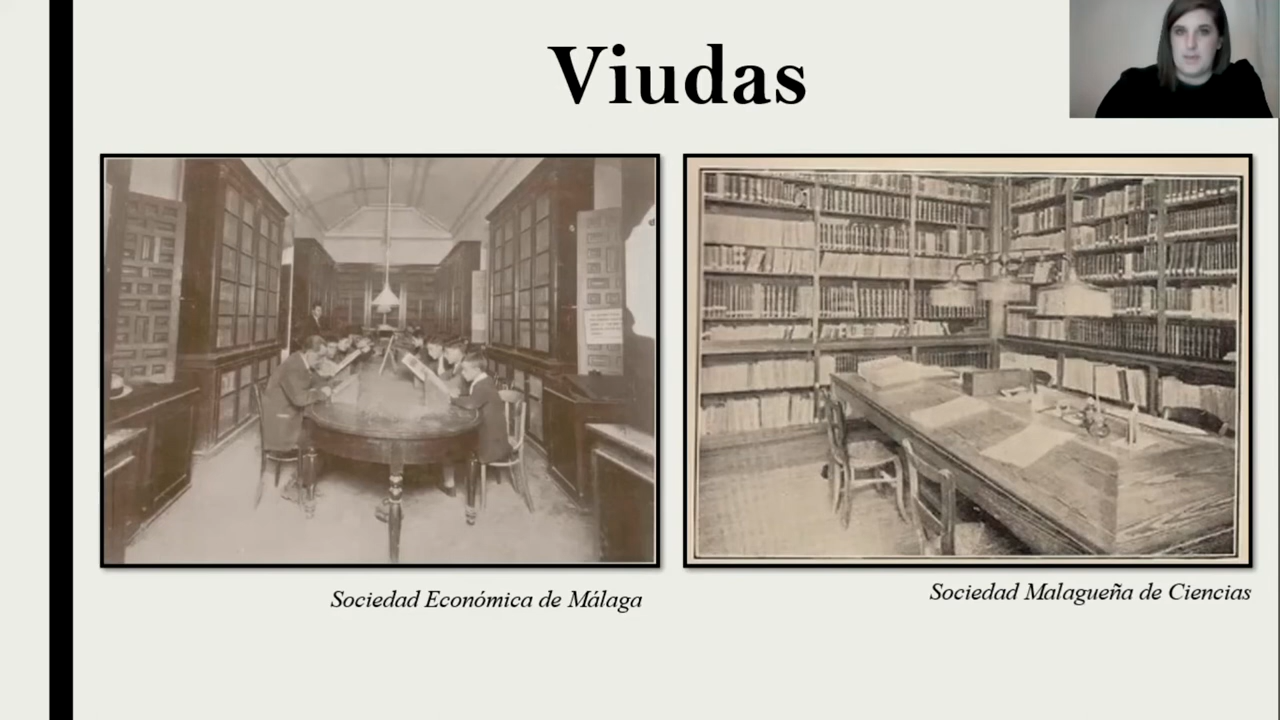 Viudas
Sociedad Económica de Málaga
Sociedad Malagueña de Ciencias